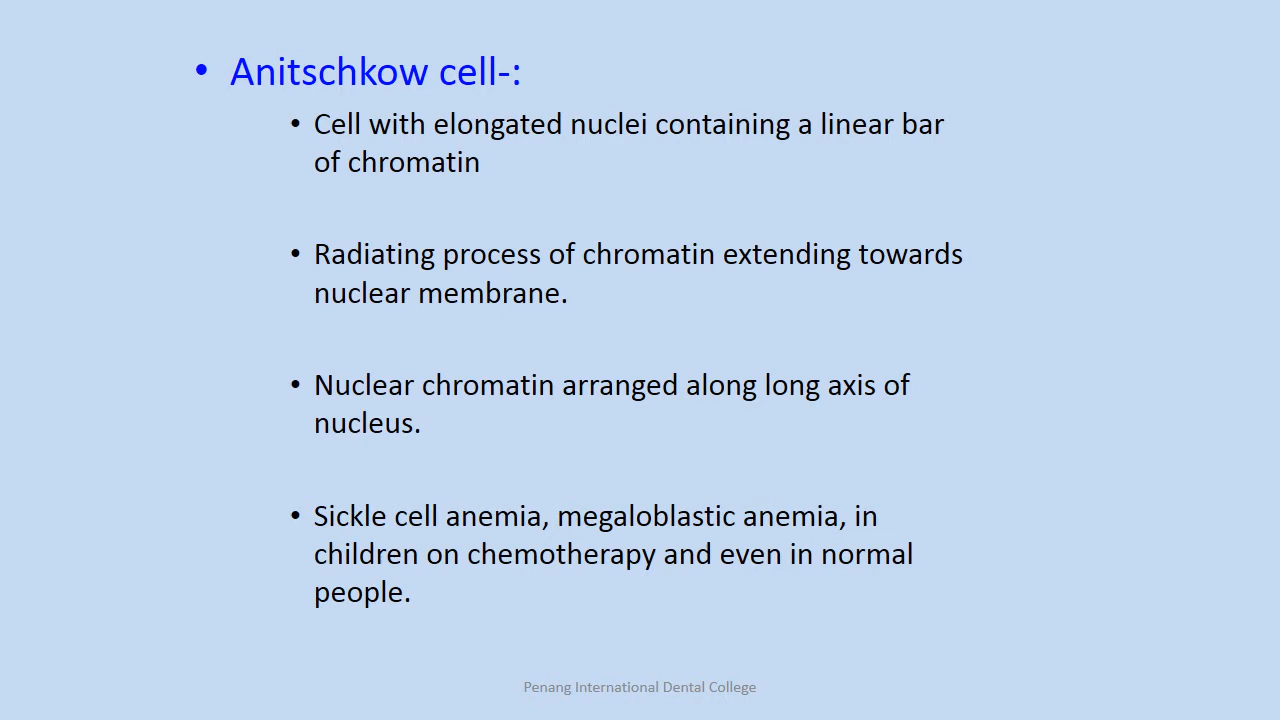 • Anitschkow cell-:
• Cell with elongated nuclei containing a linear bar
of chromatin
• Radiating process of chromatin extending towards
nuclear membrane.
• Nuclear chromatin arranged along long axis of
nucleus.
• Sickle cell anemia, megaloblastic anemia, in
children on chemotherapy and even in normal
people.
Penang International Dental College